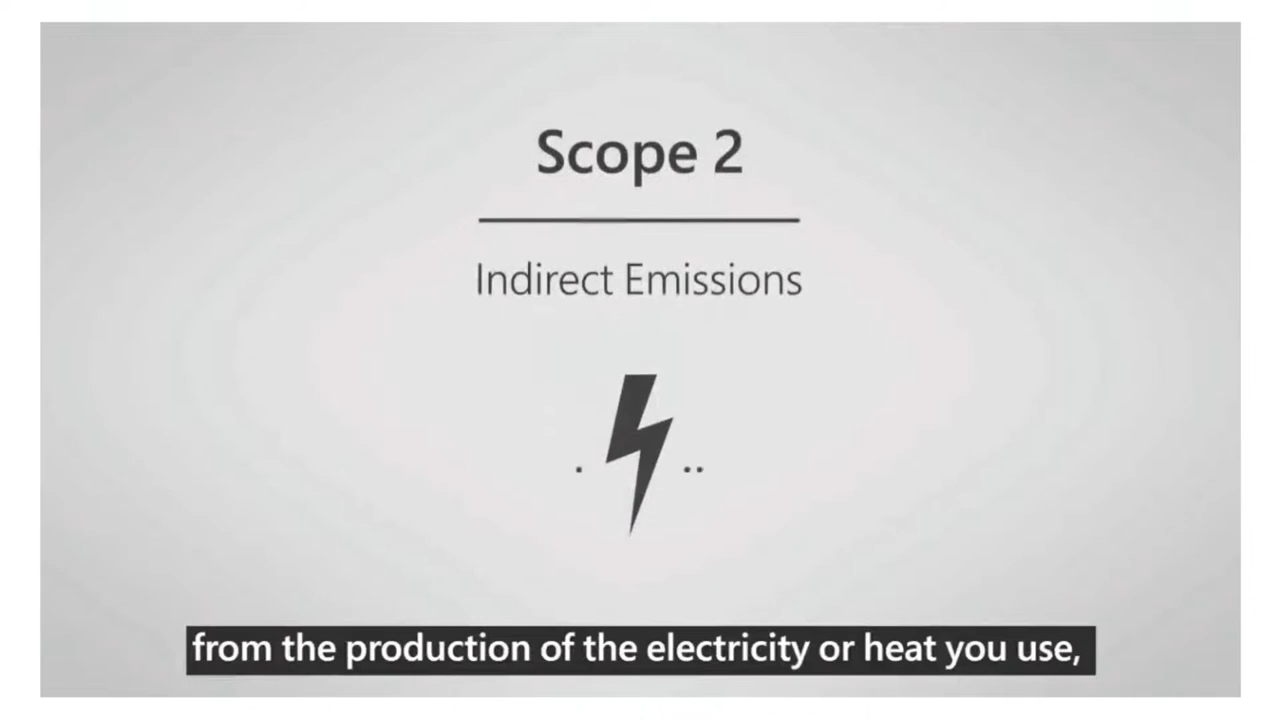 Scope 2
Indirect Emissions
from the production of the electricity or heat you use,